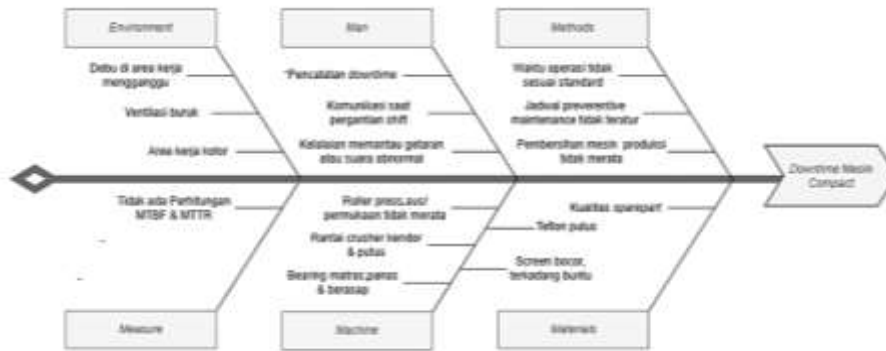 Environment
Man
Methods
Debu di area kerja
mengganggu
Ventilasi buruk
Area kerja kotor
*Pencatatan downtime
Komunikasi saat
pergantian shift
Kelalaian memantau getaran
atau suara abnormal
Waktu operasi tidak
sesuai standard
Jadwal preverentive
maintenance tidak teratur
Pembersihan mesin produksi
tidak merata
Downtime Mesin
Compact
Tidak ada Perhitungan
MTBF & MTTR
Roller press,aus/
permukaan tidak merata
Rantai crusher kendor
& putus
Bearing matras,panas
& berasap
Teflon putus
Screen bocor,
terkadang buntu
Kualitas sparepart
Measure
Machine
Materials